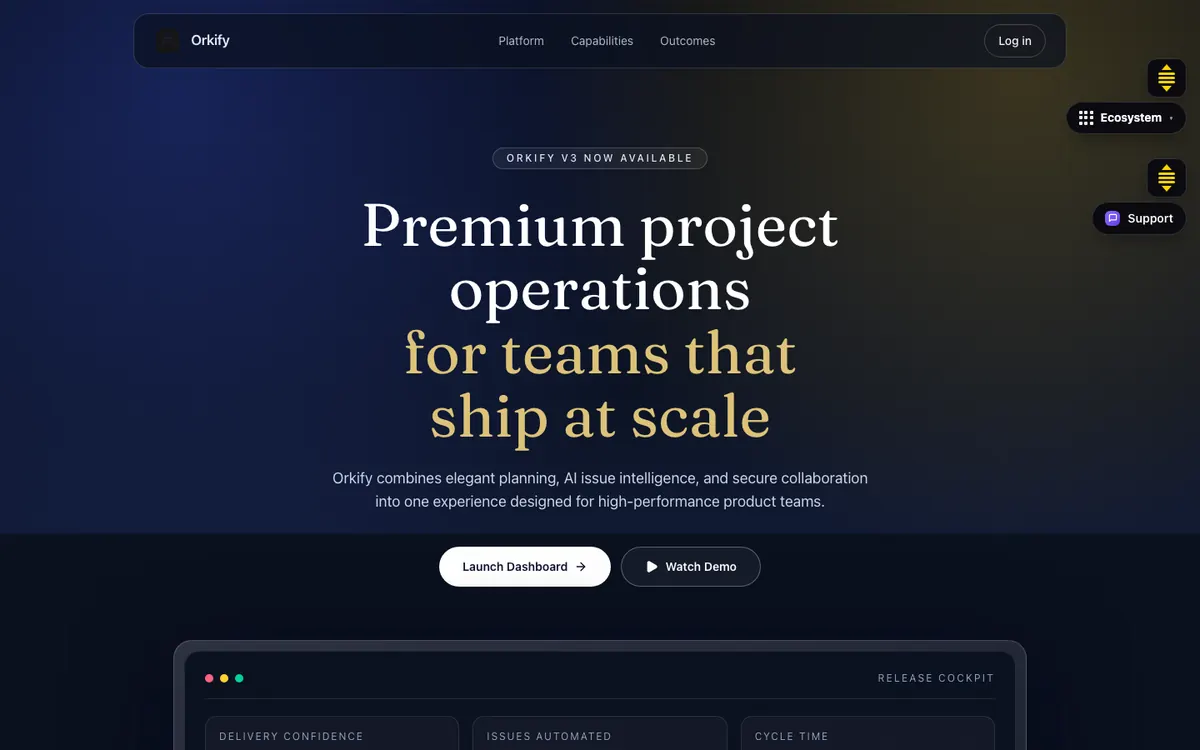 Orkify
Platform
Capabilities
Outcomes
Log in
Ecosystem
Support
ORKIFY V3 NOW AVAILABLE
Premium project
operations
for teams that
ship at scale
Orkify combines elegant planning, AI issue intelligence, and secure collaboration
into one experience designed for high-performance product teams.
Launch Dashboard →
Watch Demo
RELEASE COCKPIT
DELIVERY CONFIDENCE
ISSUES AUTOMATED
CYCLE TIME